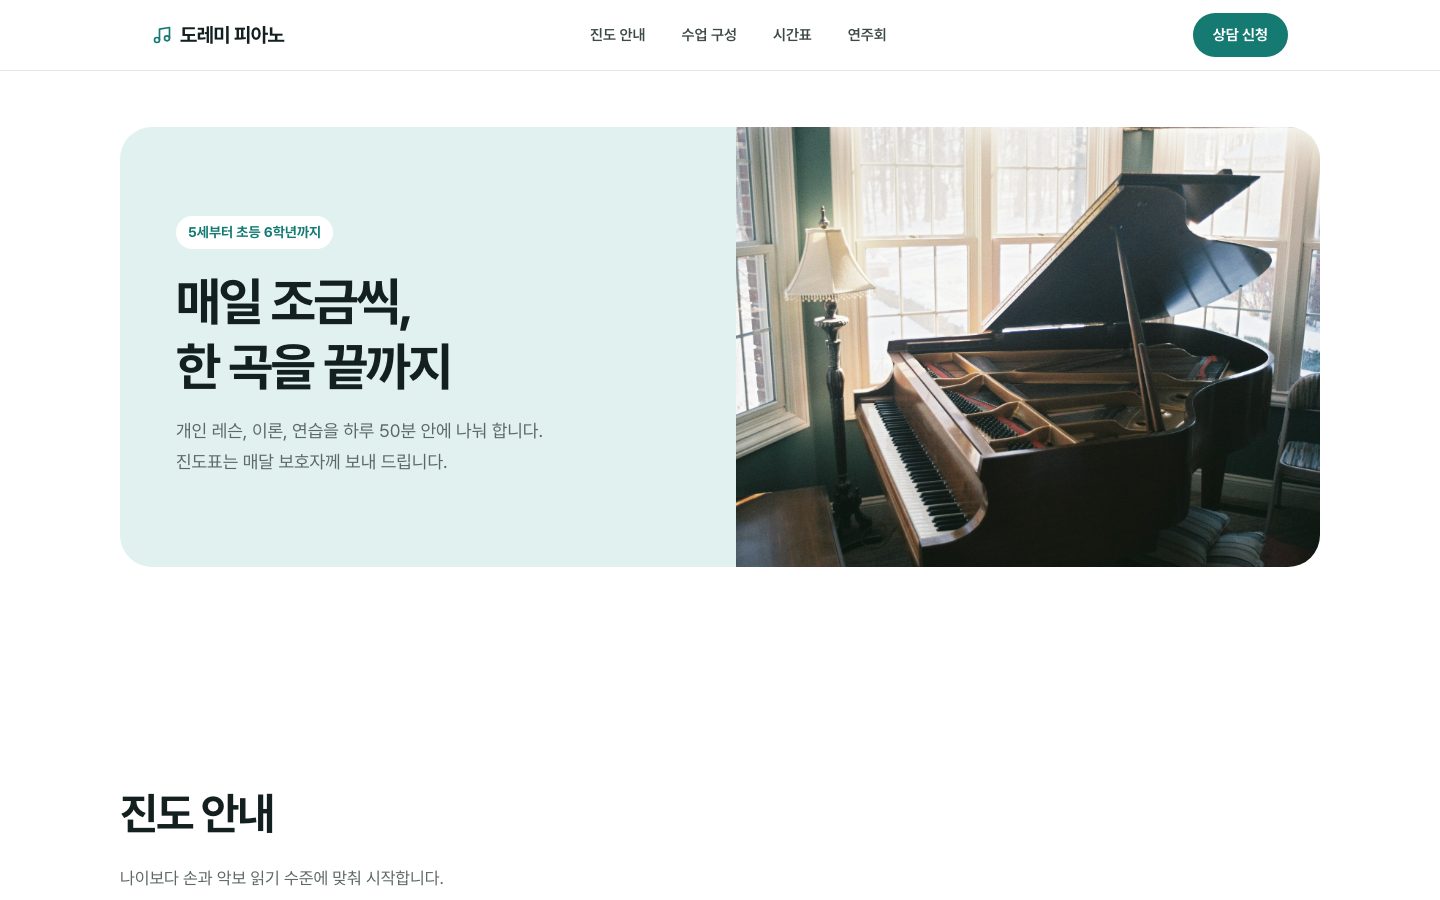 도레미 피아노
진도 안내
수업 구성
시간표
연주회
상담 신청
5세부터 초등 6학년까지
매일 조금씩,
한 곡을 끝까지
개인 레슨, 이론, 연습을 하루 50분 안에 나눠 합니다.
진도표는 매달 보호자께 보내 드립니다.
진도 안내
나이보다 손과 악보 읽기 수준에 맞춰 시작합니다.